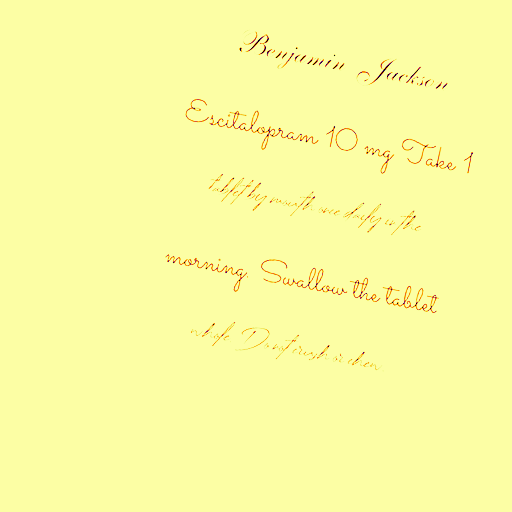 Benjamin Jackson
Escitalopram 10 mg. Take 1
tablet by mouth once daily in the
morning. Swallow the tablet
whole. Do not crush or chew.